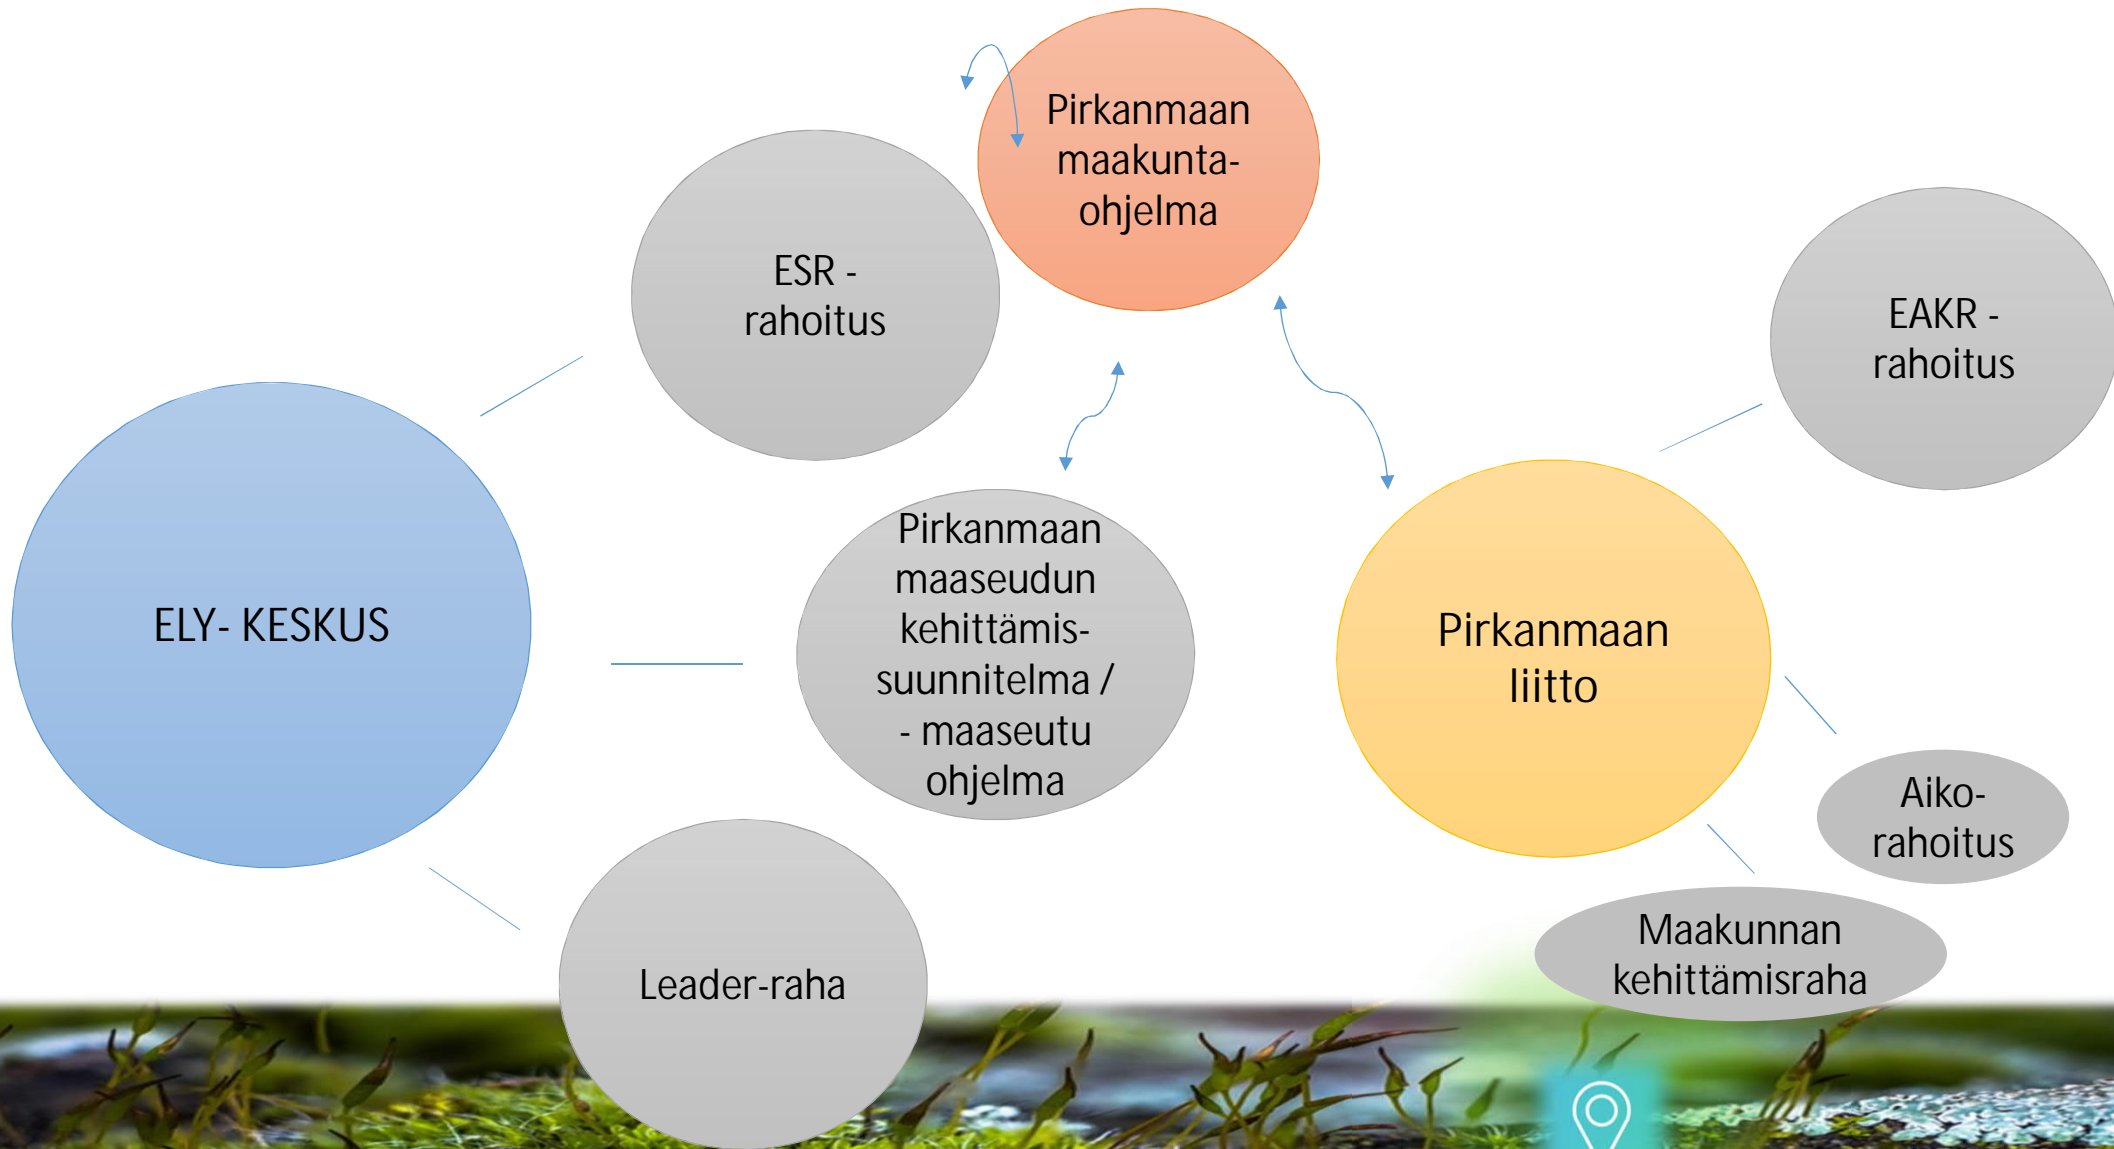 Pirkanmaan
maakunta-
ohjelma
ESR -
rahoitus
EAKR -
rahoitus
ELY- KESKUS
Pirkanmaan
maaseudun
kehittämis-
suunnitelma /
- maaseutu
ohjelma
Pirkanmaan
liitto
Aiko-
rahoitus
Maakunnan
kehittämisraha
Leader-raha